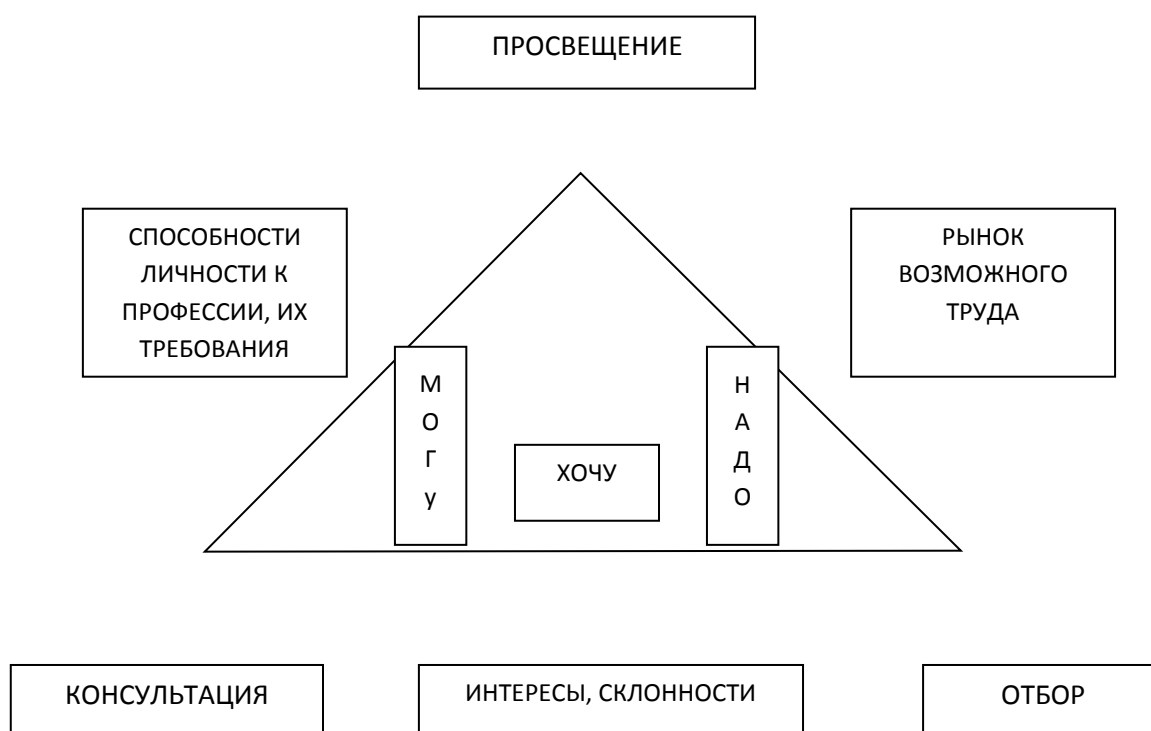 ПРОСВЕЩЕНИЕ
СПОСОБНОСТИ
ЛИЧНОСТИ К
ПРОФЕССИИ, ИХ
ТРЕБОВАНИЯ
РЫНОК
ВОЗМОЖНОГО
ТРУДА
М
О
Г
у
ХОЧУ
Н
А
Д
О
КОНСУЛЬТАЦИЯ
ИНТЕРЕСЫ, СКЛОННОСТИ
ОТБОР